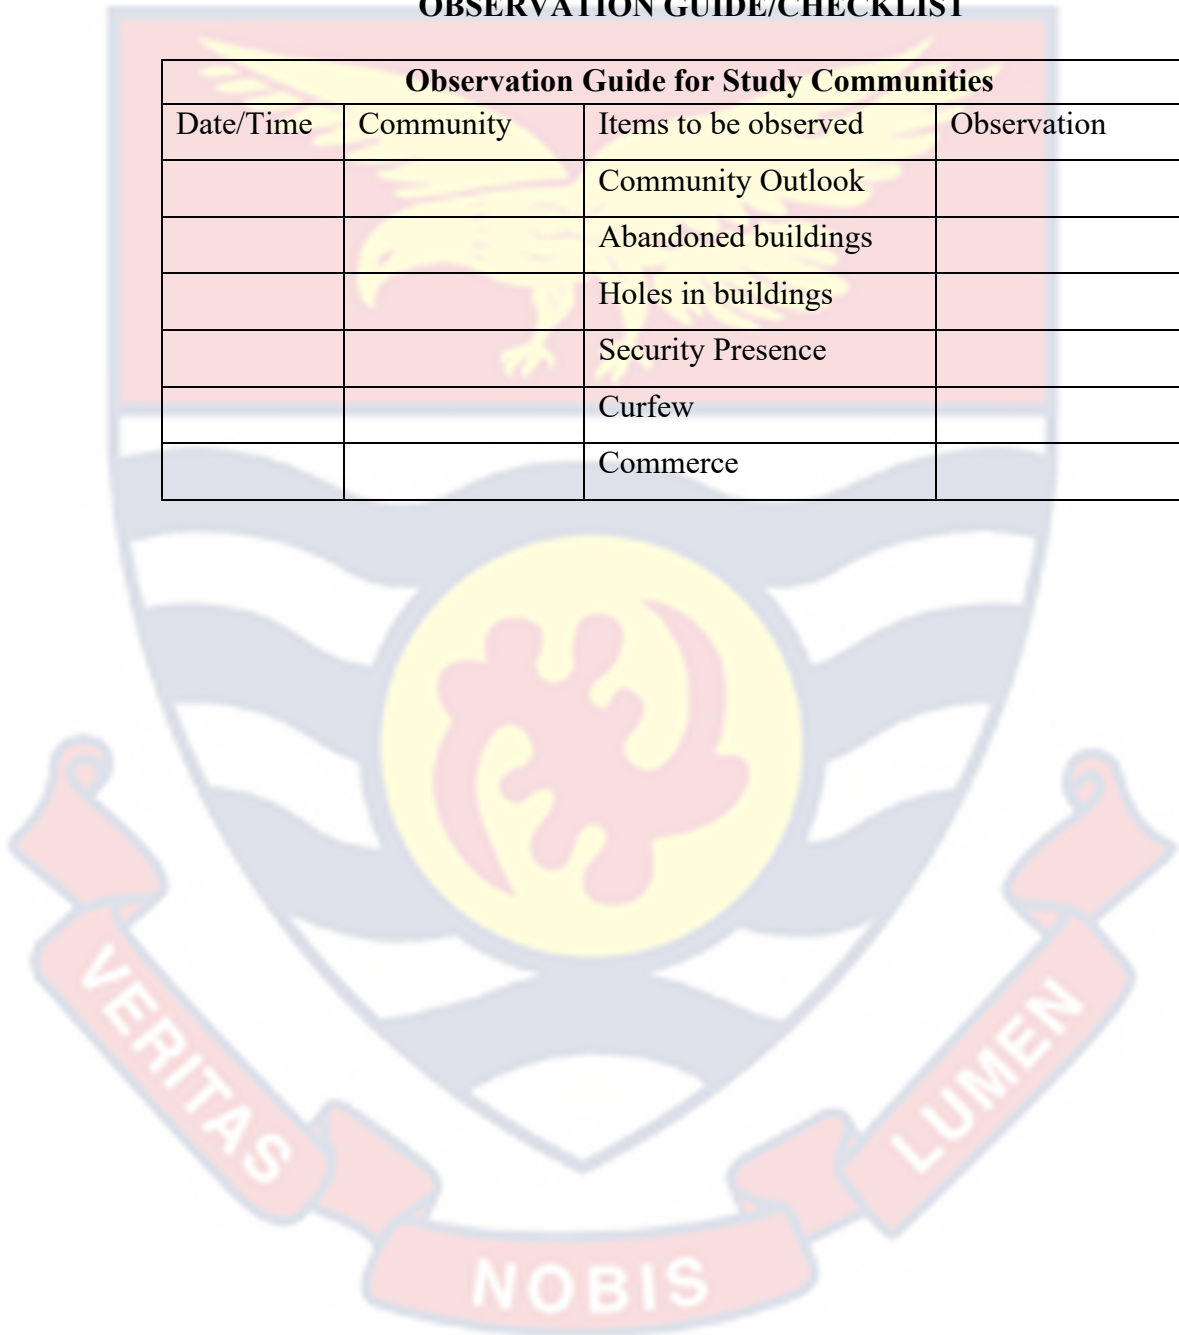 OBSERVATION GUIDE/CHECKLIST
Observation Guide for Study Communities
Date/Time Community Items to be observed Observation
Community Outlook
Abandoned buildings
Holes in buildings
Security Presence
Curfew
Commerce
VERITAS
NOBIS
LUMEN